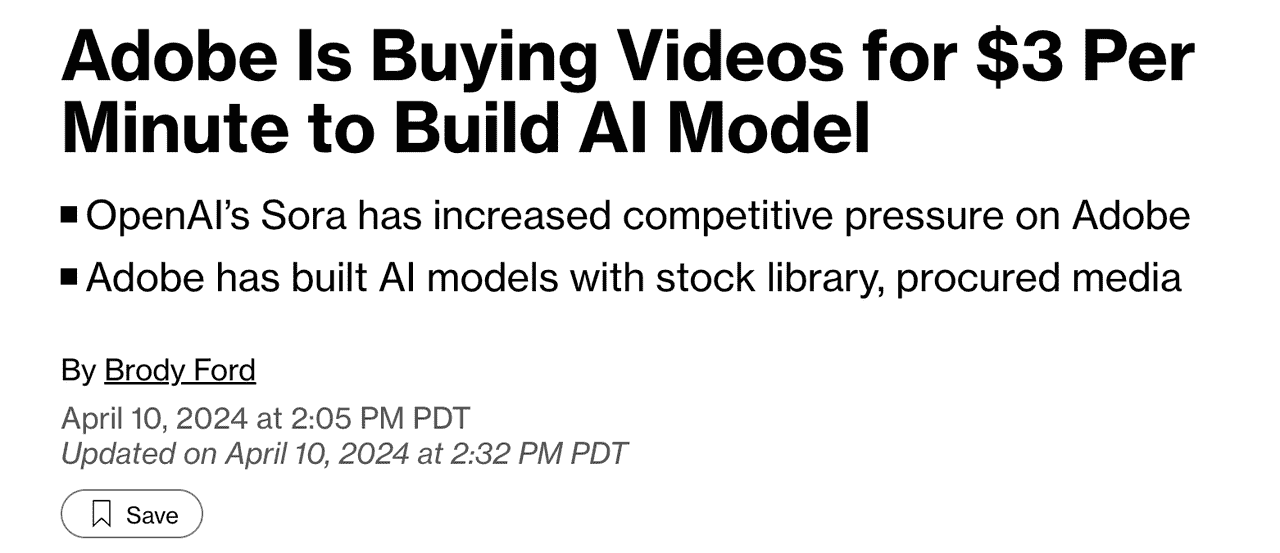 Adobe Is Buying Videos for $3 Per
Minute to Build AI Model
■ OpenAI’s Sora has increased competitive pressure on Adobe
■ Adobe has built AI models with stock library, procured media
By Brody Ford
April 10, 2024 at 2:05 PM PDT
Updated on April 10, 2024 at 2:32 PM PDT
Save